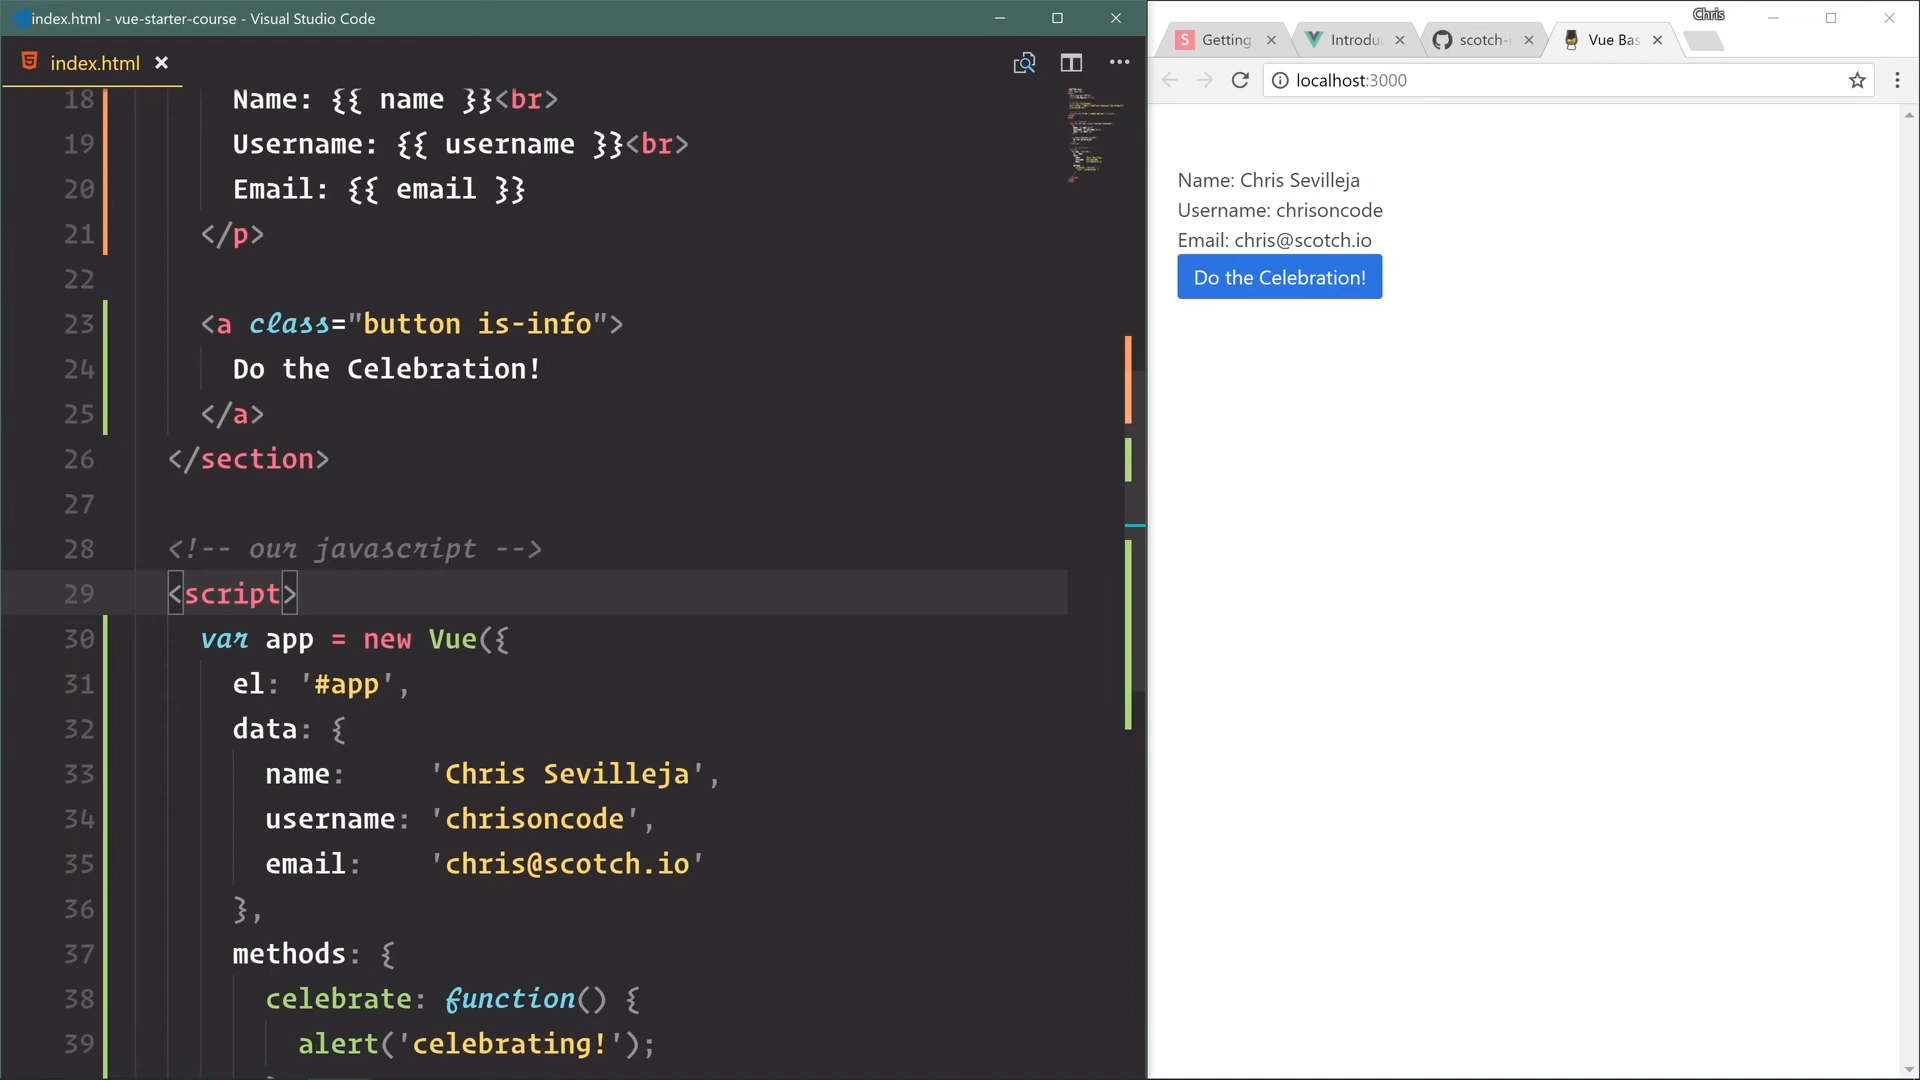 index.html - vue-starter-course - Visual Studio Code
index.html
18 Name: {{ name }}<br>
19 Username: {{ username }}<br>
20 Email: {{ email }}
21 </p>
22
23 <a class="button is-info">
24 Do the Celebration!
25 </a>
26 </section>
27
28 <!-- our javascript -->
29 <script>
30 var app = new Vue({
31 el: '#app',
32 data: {
33 name: 'Chris Sevilleja',
34 username: 'chrisoncode',
35 email: 'chris@scotch.io'
36 },
37 methods: {
38 celebrate: function() {
39 alert('celebrating!');
Chris
S Getting
Introdu
scotch-
Vue Bas
localhost:3000
Name: Chris Sevilleja
Username: chrisoncode
Email: chris@scotch.io
Do the Celebration!